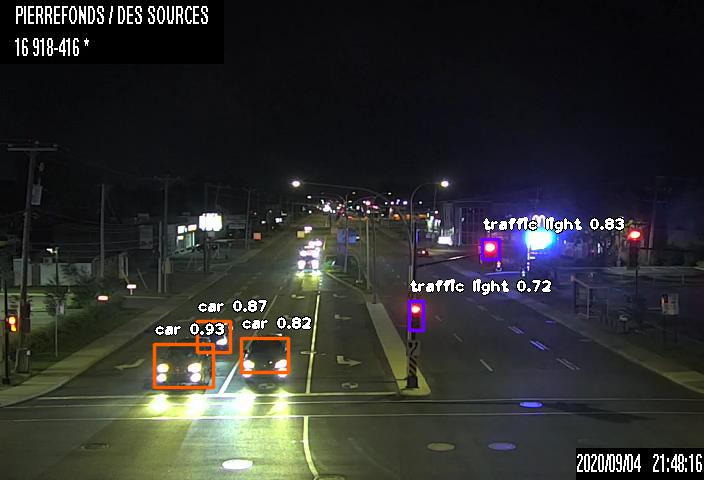 PIERREFONDS / DES SOURCES
16 918-416 *
traffic light 0.83
traffic light 0.72
car 0.87
car 0.93
car 0.82
2020/09/04 21:48:16